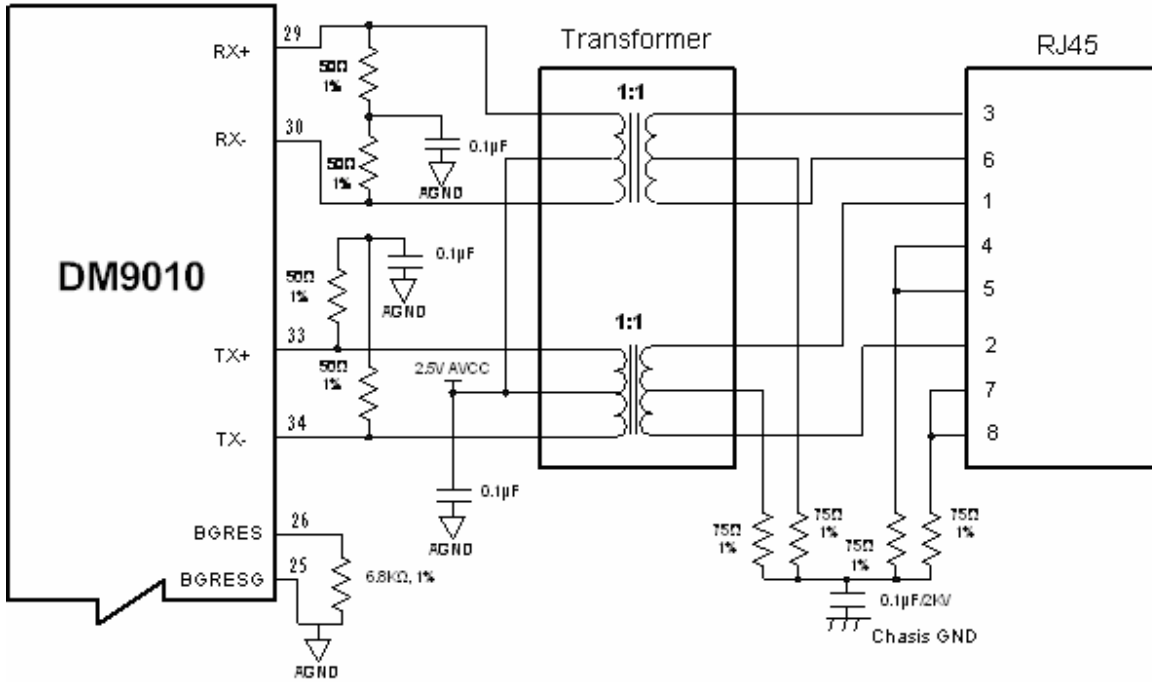 Transformer
RJ45
DM9010
RX+
29
50Ω
1%
RX-
30
50Ω
1%
0.1µF
AGND
1:1
3
6
1
4
5
2
7
8
50Ω
1%
0.1µF
AGND
TX+
33
50Ω
1%
2.5V AVCC
1:1
TX-
34
0.1µF
AGND
BGRES
26
BGRESG
25
6.8KΩ, 1%
AGND
75Ω
1%
75Ω
1%
75Ω
1%
75Ω
1%
0.1µF/2KV
Chasis GND